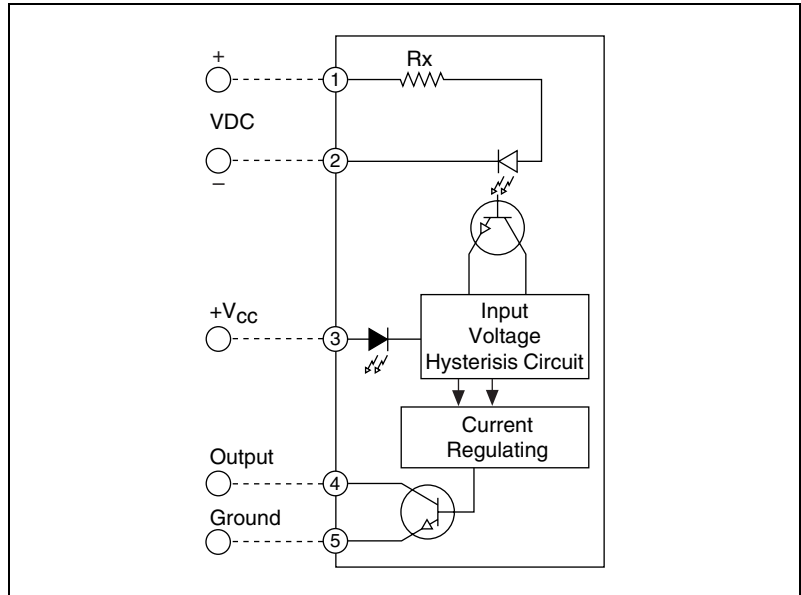 +
1
Rx
VDC
2
–
+VCC
3
Input
Voltage
Hysterisis Circuit
Current
Regulating
Output
4
Ground
5